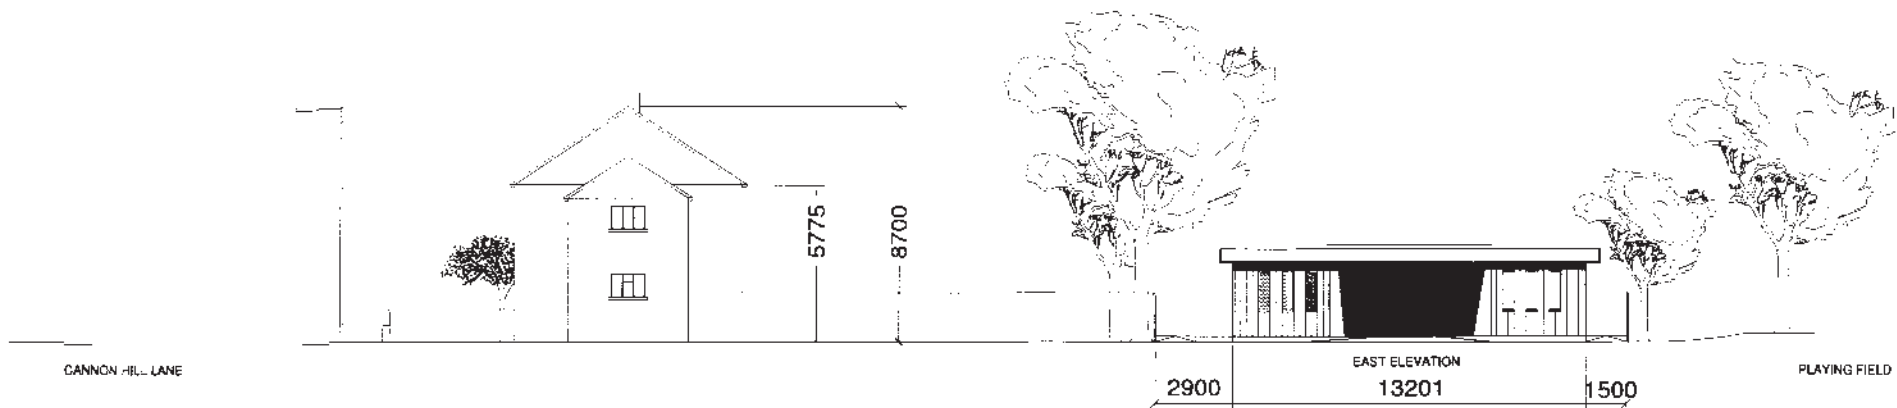 5775
8700
CANNON HILL LANE
EAST ELEVATION
PLAYING FIELD
2900
13201
1500